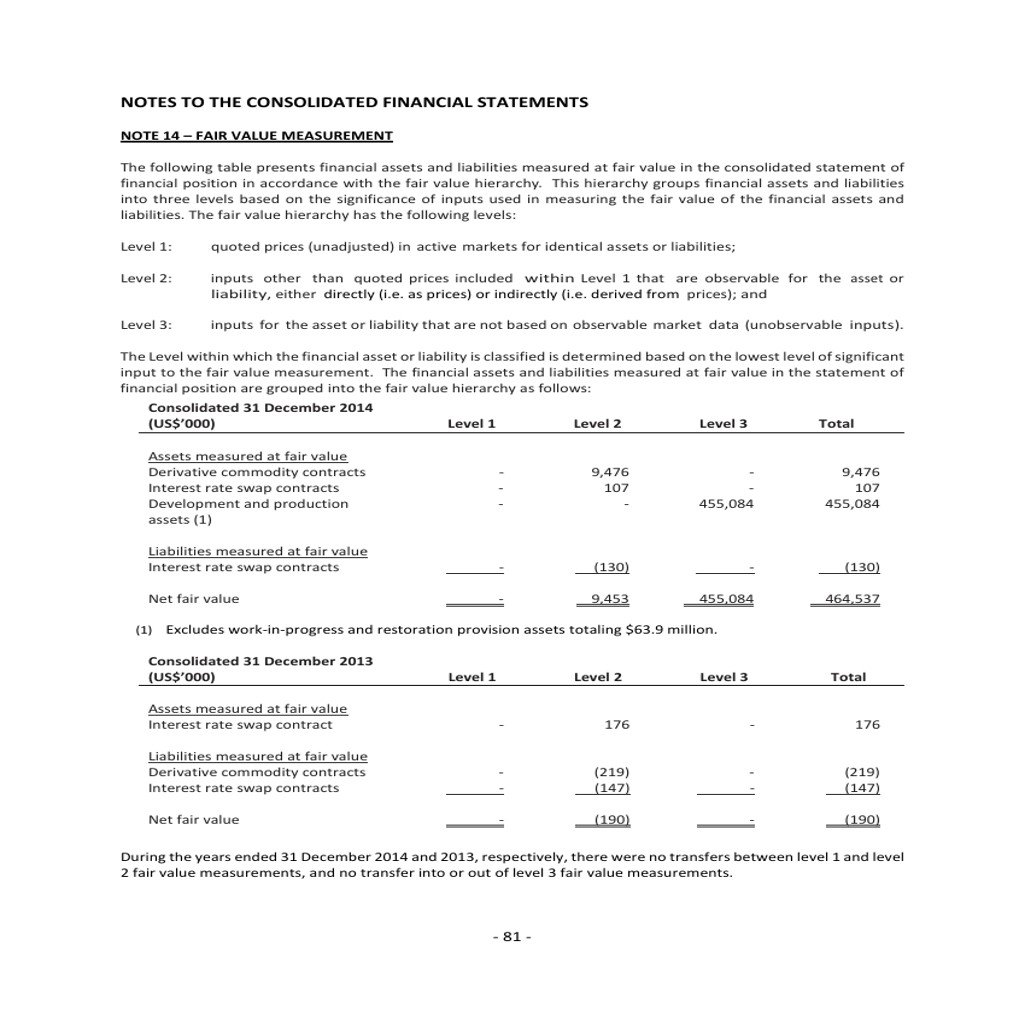 NOTES TO THE CONSOLIDATED FINANCIAL STATEMENTS
NOTE 14 – FAIR VALUE MEASUREMENT
The following table presents financial assets and liabilities measured at fair value in the consolidated statement of
financial position in accordance with the fair value hierarchy. This hierarchy groups financial assets and liabilities
into three levels based on the significance of inputs used in measuring the fair value of the financial assets and
liabilities. The fair value hierarchy has the following levels:
Level 1: quoted prices (unadjusted) in active markets for identical assets or liabilities;
Level 2: inputs other than quoted prices included within Level 1 that are observable for the asset or
liability, either directly (i.e. as prices) or indirectly (i.e. derived from prices); and
Level 3: inputs for the asset or liability that are not based on observable market data (unobservable inputs).
The Level within which the financial asset or liability is classified is determined based on the lowest level of significant
input to the fair value measurement. The financial assets and liabilities measured at fair value in the statement of
financial position are grouped into the fair value hierarchy as follows:
Consolidated 31 December 2014
(US$’000) Level 1 Level 2 Level 3 Total
Assets measured at fair value
Derivative commodity contracts - 9,476 - 9,476
Interest rate swap contracts - 107 - 107
Development and production - - 455,084 455,084
assets (1)
Liabilities measured at fair value
Interest rate swap contracts - (130) - (130)
Net fair value - 9,453 455,084 464,537
(1) Excludes work-in-progress and restoration provision assets totaling $63.9 million.
Consolidated 31 December 2013
(US$’000) Level 1 Level 2 Level 3 Total
Assets measured at fair value
Interest rate swap contract - 176 - 176
Liabilities measured at fair value
Derivative commodity contracts - (219) - (219)
Interest rate swap contracts - (147) - (147)
Net fair value - (190) - (190)
During the years ended 31 December 2014 and 2013, respectively, there were no transfers between level 1 and level
2 fair value measurements, and no transfer into or out of level 3 fair value measurements.
- 81 -